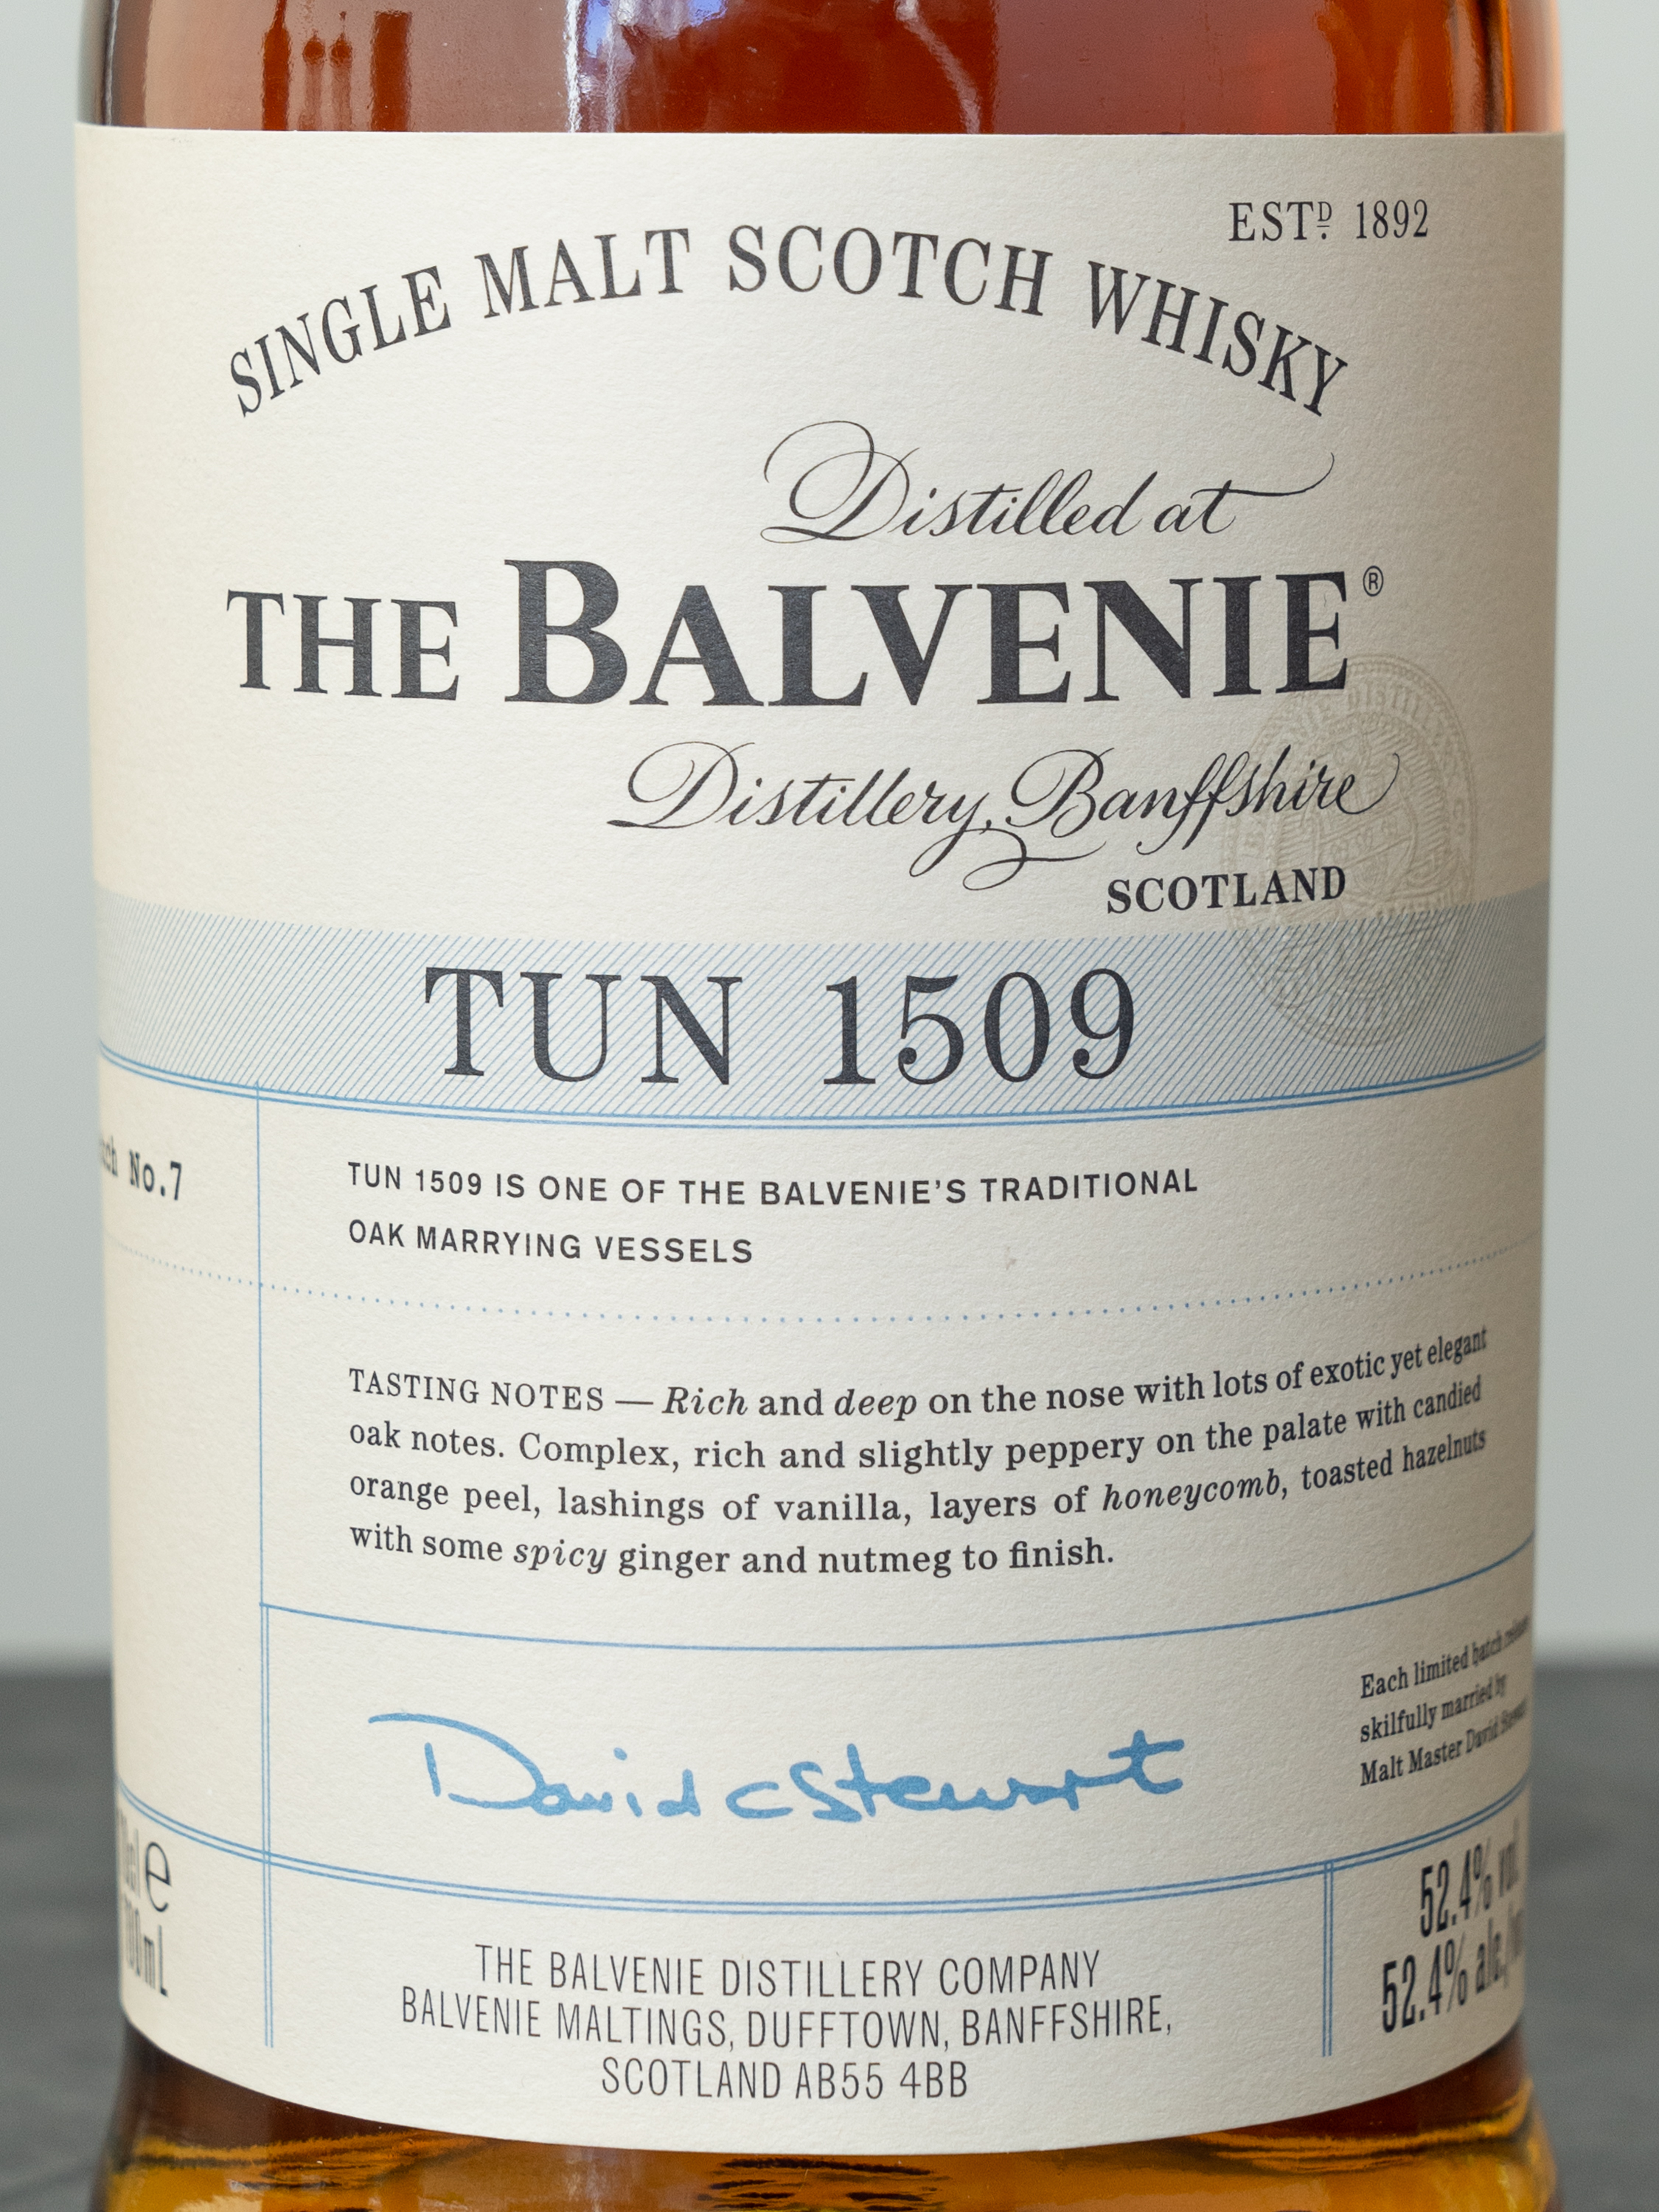 ESTD. 1892
SINGLE MALT SCOTCH WHISKY
Distilled at
THE BALVENIE®
Distillery, Banffshire
SCOTLAND
TUN 1509
No.7
TUN 1509 IS ONE OF THE BALVENIE'S TRADITIONAL
OAK MARRYING VESSELS
TASTING NOTES — Rich and deep on the nose with lots of exotic yet elegant
oak notes. Complex, rich and slightly peppery on the palate with candied
orange peel, lashings of vanilla, layers of honeycomb, toasted hazelnuts
with some spicy ginger and nutmeg to finish.
David C Stewart
Each limited batch release
skilfully married by
Malt Master David Stewart
e
52.4% vol
52.4% alc./
THE BALVENIE DISTILLERY COMPANY
BALVENIE MALTINGS, DUFFTOWN, BANFFSHIRE,
SCOTLAND AB55 4BB